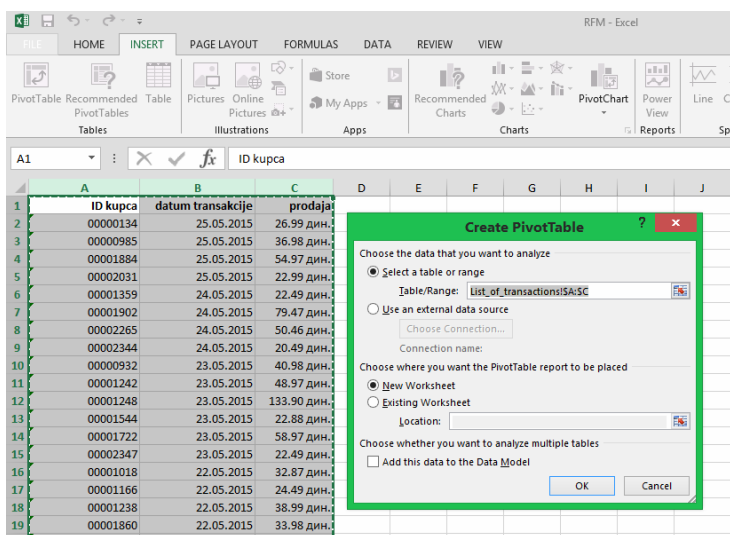 RFM - Excel
FILE HOME INSERT PAGE LAYOUT FORMULAS DATA REVIEW VIEW
PivotTable Recommended PivotTables Table Pictures Online Pictures Store My Apps Recommended Charts PivotChart Power View Line
Tables Illustrations Apps Charts Reports Sp
A1 fx ID kupca
A B C D E F G H I J
1 ID kupca datum transakcije prodaja
2 00000134 25.05.2015 26.99 дин.
3 00000985 25.05.2015 36.98 дин.
4 00001884 25.05.2015 54.97 дин.
5 00002031 25.05.2015 22.99 дин.
6 00001359 24.05.2015 22.49 дин.
7 00001902 24.05.2015 79.47 дин.
8 00002265 24.05.2015 50.46 дин.
9 00002344 24.05.2015 20.49 дин.
10 00000932 23.05.2015 40.98 дин.
11 00001242 23.05.2015 48.97 дин.
12 00001248 23.05.2015 133.90 дин.
13 00001544 23.05.2015 22.88 дин.
14 00001722 23.05.2015 58.97 дин.
15 00002347 23.05.2015 22.49 дин.
16 00001018 22.05.2015 32.87 дин.
17 00001166 22.05.2015 24.49 дин.
18 00001238 22.05.2015 38.99 дин.
19 00001860 22.05.2015 33.98 дин.
Create PivotTable ? x
Choose the data that you want to analyze
Select a table or range
Table/Range: List_of_transactions!$A:$C
Use an external data source
Choose Connection...
Connection name:
Choose where you want the PivotTable report to be placed
New Worksheet
Existing Worksheet
Location:
Choose whether you want to analyze multiple tables
Add this data to the Data Model
OK Cancel